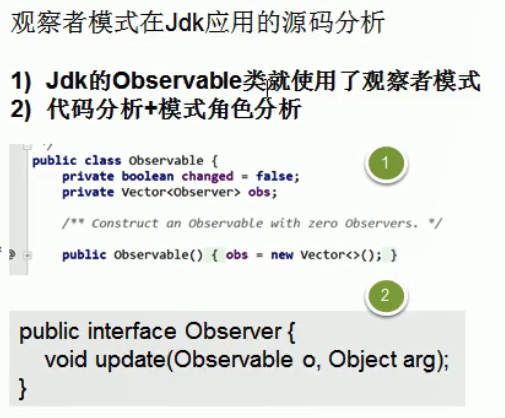 观察者模式在Jdk应用的源码分析
1) Jdk的Observable类就使用了观察者模式
2) 代码分析+模式角色分析
*/
public class Observable {
private boolean changed = false;
private Vector<Observer> obs;
1
/** Construct an Observable with zero Observers. */
public Observable() { obs = new Vector<>(); }
2
public interface Observer {
void update(Observable o, Object arg);
}